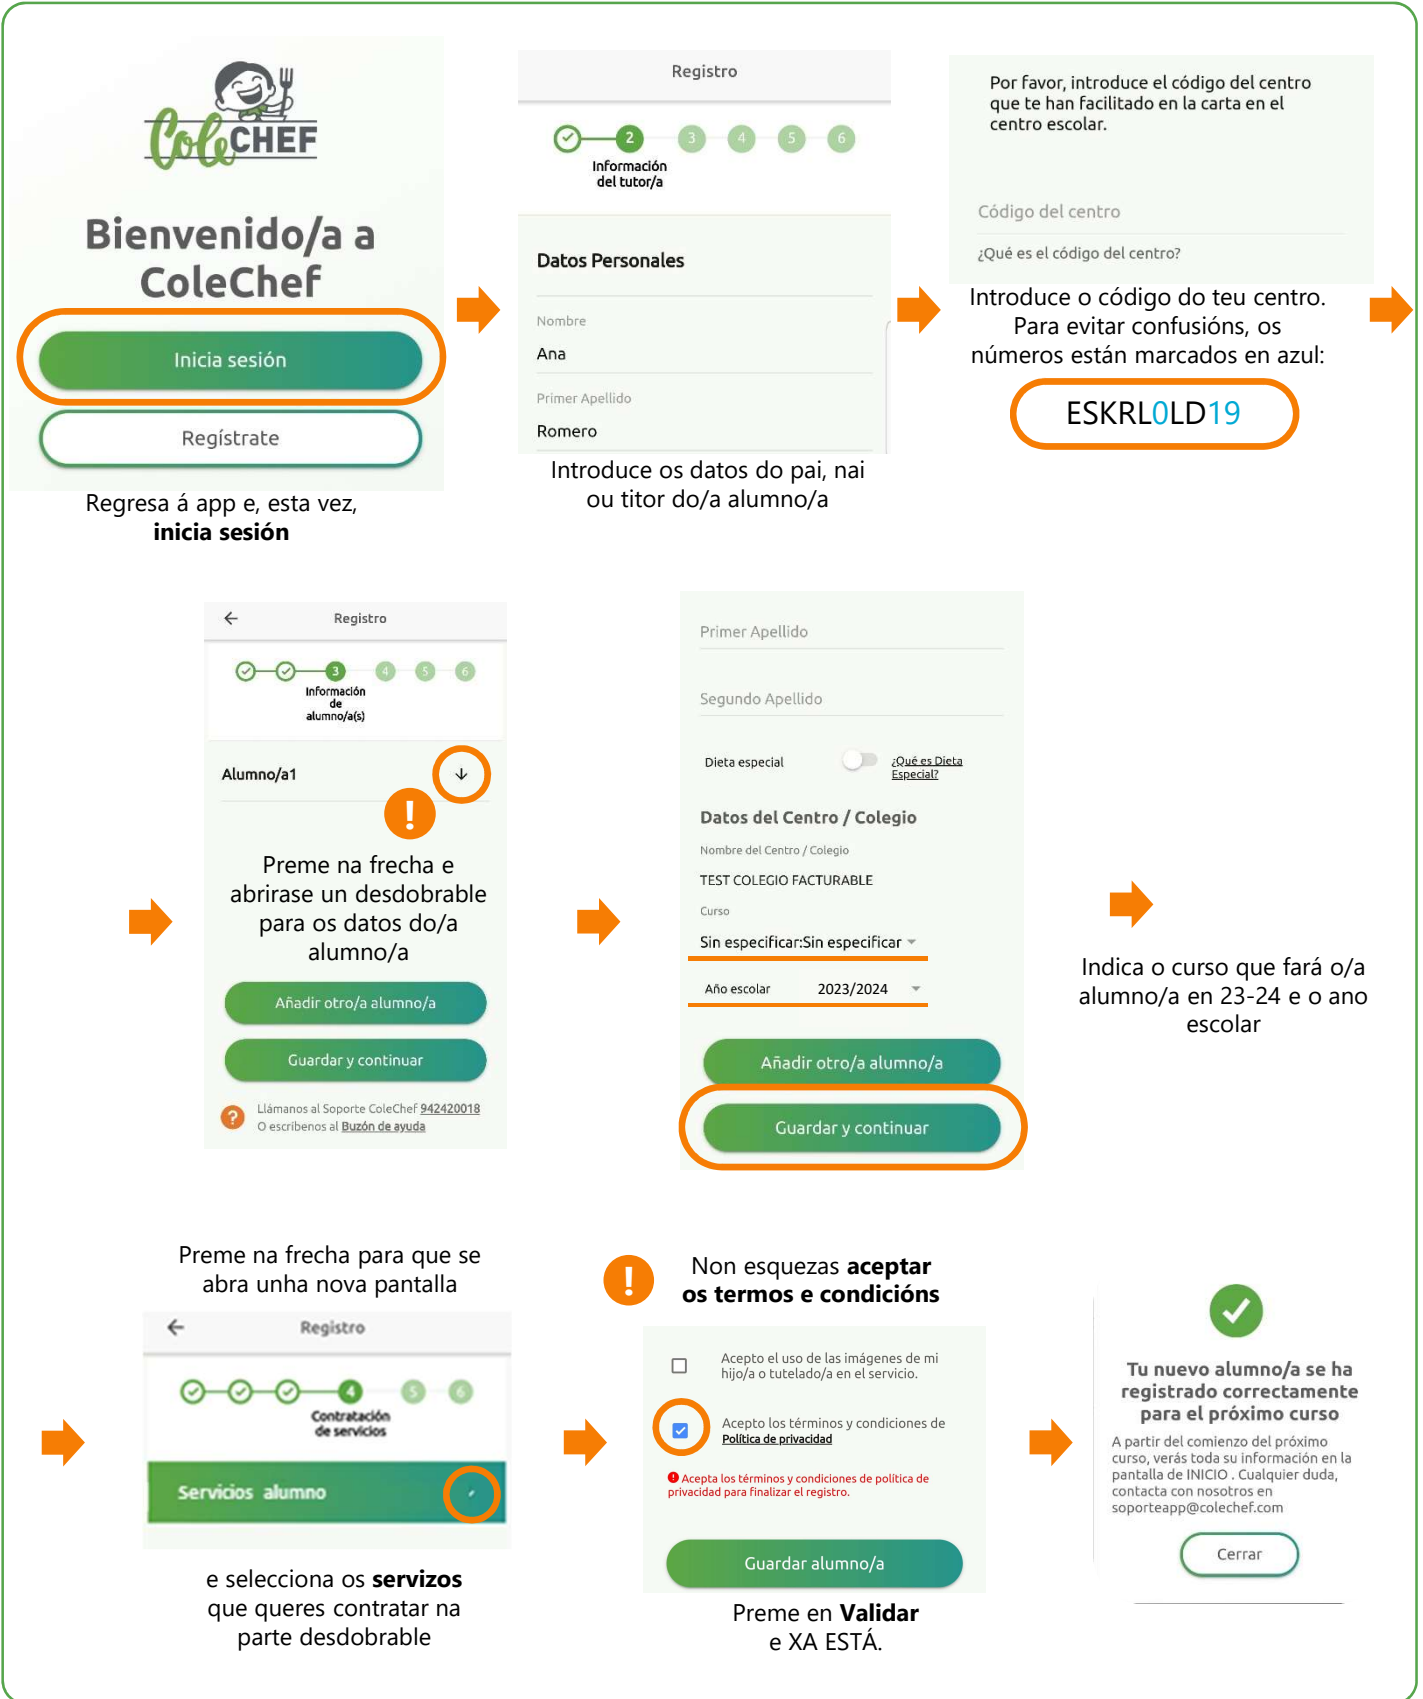 ColeCHEF
Bienvenido/a a
ColeChef
Inicia sesión
Regístrate
Regresa á app e, esta vez,
inicia sesión
Registro
2 3 4 5 6
Información
del tutor/a
Datos Personales
Nombre
Ana
Primer Apellido
Romero
Introduce os datos do pai, nai
ou titor do/a alumno/a
Por favor, introduce el código del centro
que te han facilitado en la carta en el
centro escolar.
Código del centro
¿Qué es el código del centro?
Introduce o código do teu centro.
Para evitar confusións, os
números están marcados en azul:
ESKRL0LD19
Registro
3 4 5 6
Información
de
alumno/a(s)
Alumno/a1
!
Preme na frecha e
abrirase un desdobrable
para os datos do/a
alumno/a
Añadir otro/a alumno/a
Guardar y continuar
? Llámanos al Soporte ColeChef 942420018
O escríbenos al Buzón de ayuda
Primer Apellido
Segundo Apellido
Dieta especial ¿Qué es Dieta
Especial?
Datos del Centro / Colegio
Nombre del Centro / Colegio
TEST COLEGIO FACTURABLE
Curso
Sin especificar:Sin especificar
Año escolar 2023/2024
Añadir otro/a alumno/a
Guardar y continuar
Indica o curso que fará o/a
alumno/a en 23-24 e o ano
escolar
Preme na frecha para que se
abra unha nova pantalla
Registro
4 5 6
Contratación
de servicios
Servicios alumno
e selecciona os servizos
que queres contratar na
parte desdobrable
!
Non esquezas aceptar
os termos e condicións
Acepto el uso de las imágenes de mi
hijo/a o tutelado/a en el servicio.
Acepto los términos y condiciones de
Política de privacidad
! Acepta los términos y condiciones de política de
privacidad para finalizar el registro.
Guardar alumno/a
Preme en Validar
e XA ESTÁ.
Tu nuevo alumno/a se ha
registrado correctamente
para el próximo curso
A partir del comienzo del próximo
curso, verás toda su información en la
pantalla de INICIO . Cualquier duda,
contacta con nosotros en
soporteapp@colechef.com
Cerrar